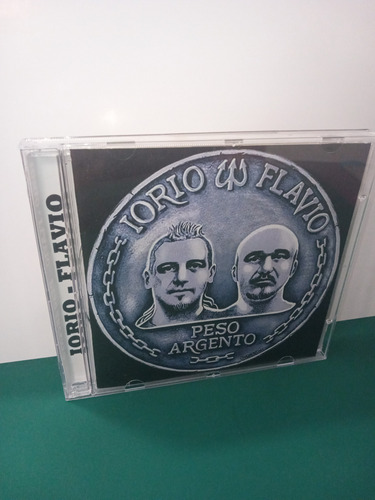 IORIO FLAVIO
PESO
ARGENTO
IORIO - FLAVIO